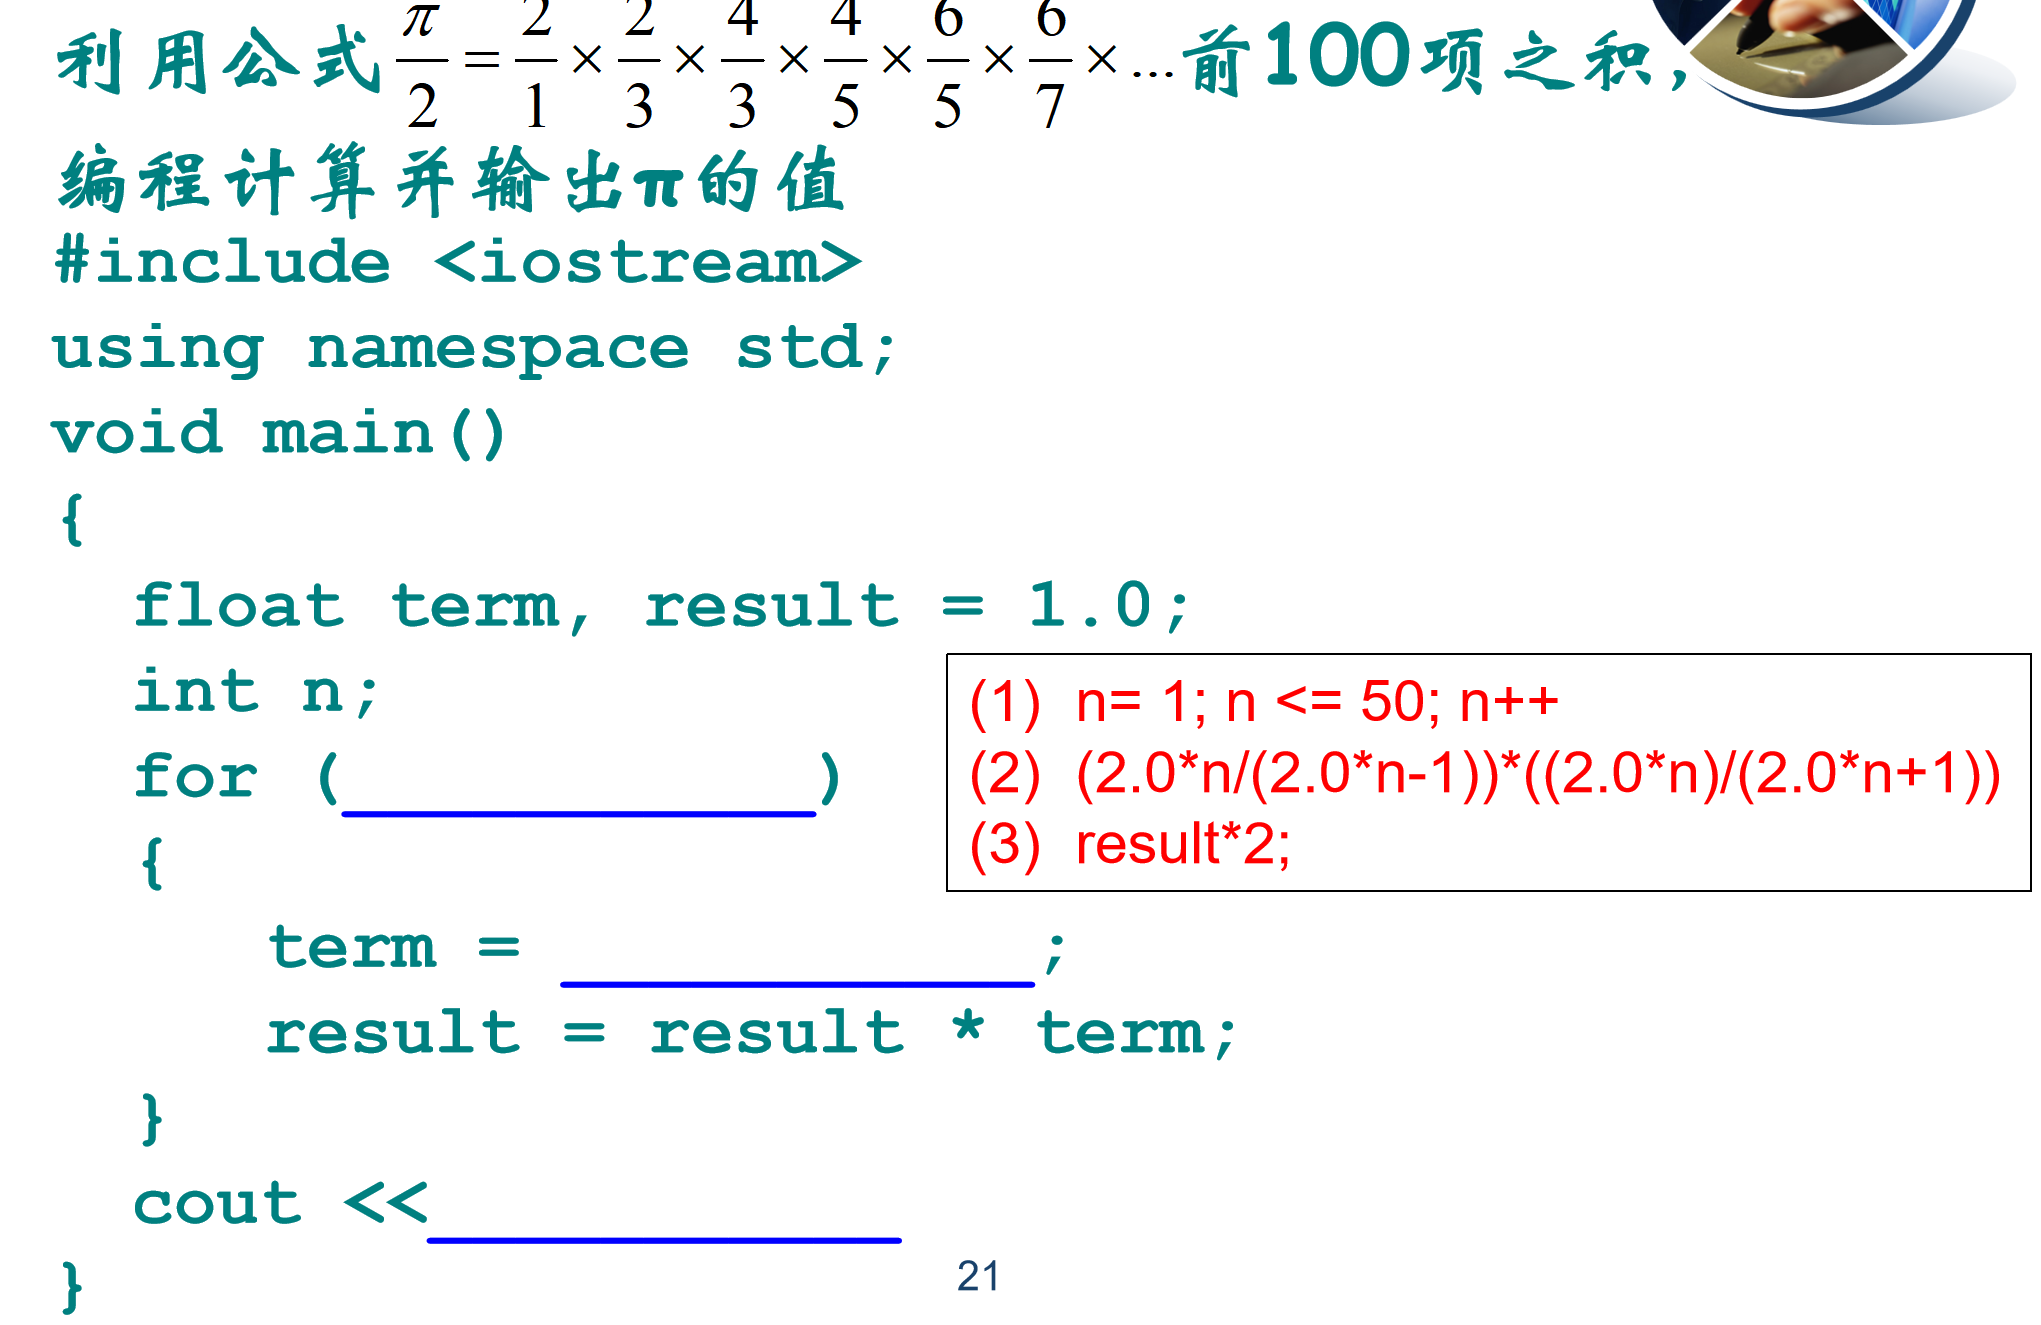 利用公式 π/2 = 2/1 × 2/3 × 4/3 × 4/5 × 6/5 × 6/7 × ... 前100项之积,
编程计算并输出π的值
#include <iostream>
using namespace std;
void main()
{
float term, result = 1.0;
int n;
for (____________)
{
term = ____________;
result = result * term;
}
cout <<____________
}
(1) n= 1; n <= 50; n++
(2) (2.0*n/(2.0*n-1))*((2.0*n)/(2.0*n+1))
(3) result*2;
21